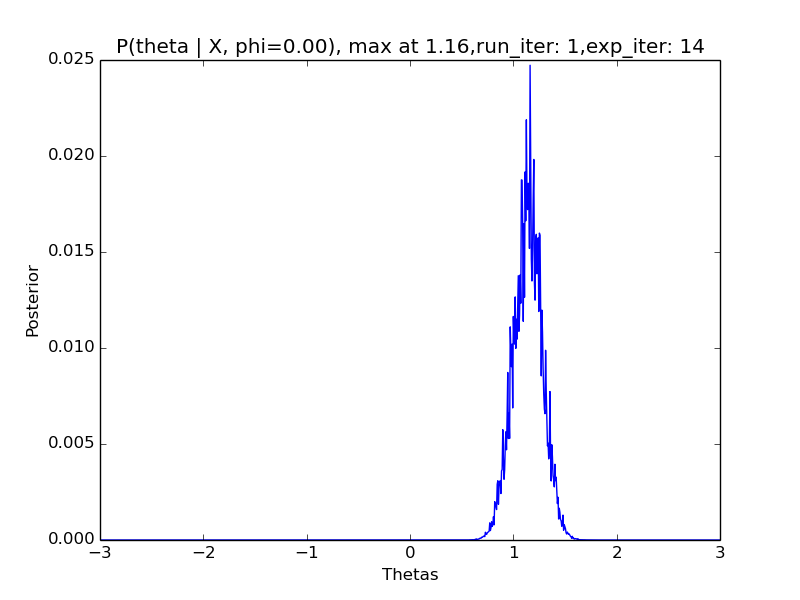 P(theta | X, phi=0.00), max at 1.16,run_iter: 1,exp_iter: 14
0.025
0.020
0.015
0.010
0.005
0.000
Posterior
−3 −2 −1 0 1 2 3
Thetas